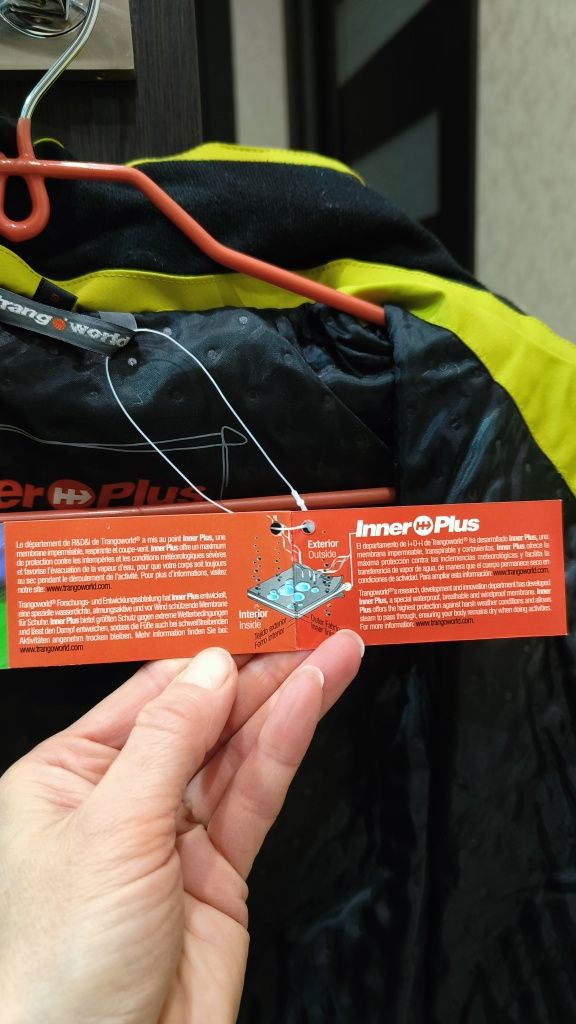 trangoworld
Inner Plus
Le département de R&D&i de Trangoworld® a mis au point Inner Plus, une
membrane imperméable, respirante et coupe-vent. Inner Plus offre un maximum
de protection contre les intempéries et les conditions météorologiques sévères
et favorise l'évacuation de la vapeur d'eau, pour que votre corps soit toujours
au sec pendant le déroulement de l'activité. Pour plus d'informations, visitez
notre site: www.trangoworld.com.
Trangoworld® Forschungs- und Entwicklungsabteilung hat Inner Plus entwickelt,
eine spezielle wasserdichte, atmungsaktive und vor Wind schützende Membrane
für Schuhe. Inner Plus bietet größten Schutz gegen extreme Wetterbedingungen
und lässt den Dampf entweichen, sodass die Füße auch bei schweißtreibenden
Aktivitäten angenehm trocken bleiben. Mehr Information finden Sie bei
www.trangoworld.com
Exterior
Outside
Interior
Inside
Tejido exterior
Forro interior
Outer Fabric
Inner
Inner Plus
El departamento de I+D+I de Trangoworld® ha desarrollado Inner Plus, una
membrana impermeable, transpirable y cortavientos. Inner Plus ofrece la
máxima protección contra las incidencias meteorológicas y facilita la
transferencia de vapor de agua, de manera que el cuerpo permanece seco en
condiciones de actividad. Para ampliar esta información: www.trangoworld.com.
Trangoworld®'s research, development and innovation department has developed
Inner Plus, a special waterproof, breathable and windproof membrane. Inner
Plus offers the highest protection against harsh weather conditions and allows
steam to pass through, ensuring your body remains dry when doing activities.
For more information: www.trangoworld.com.